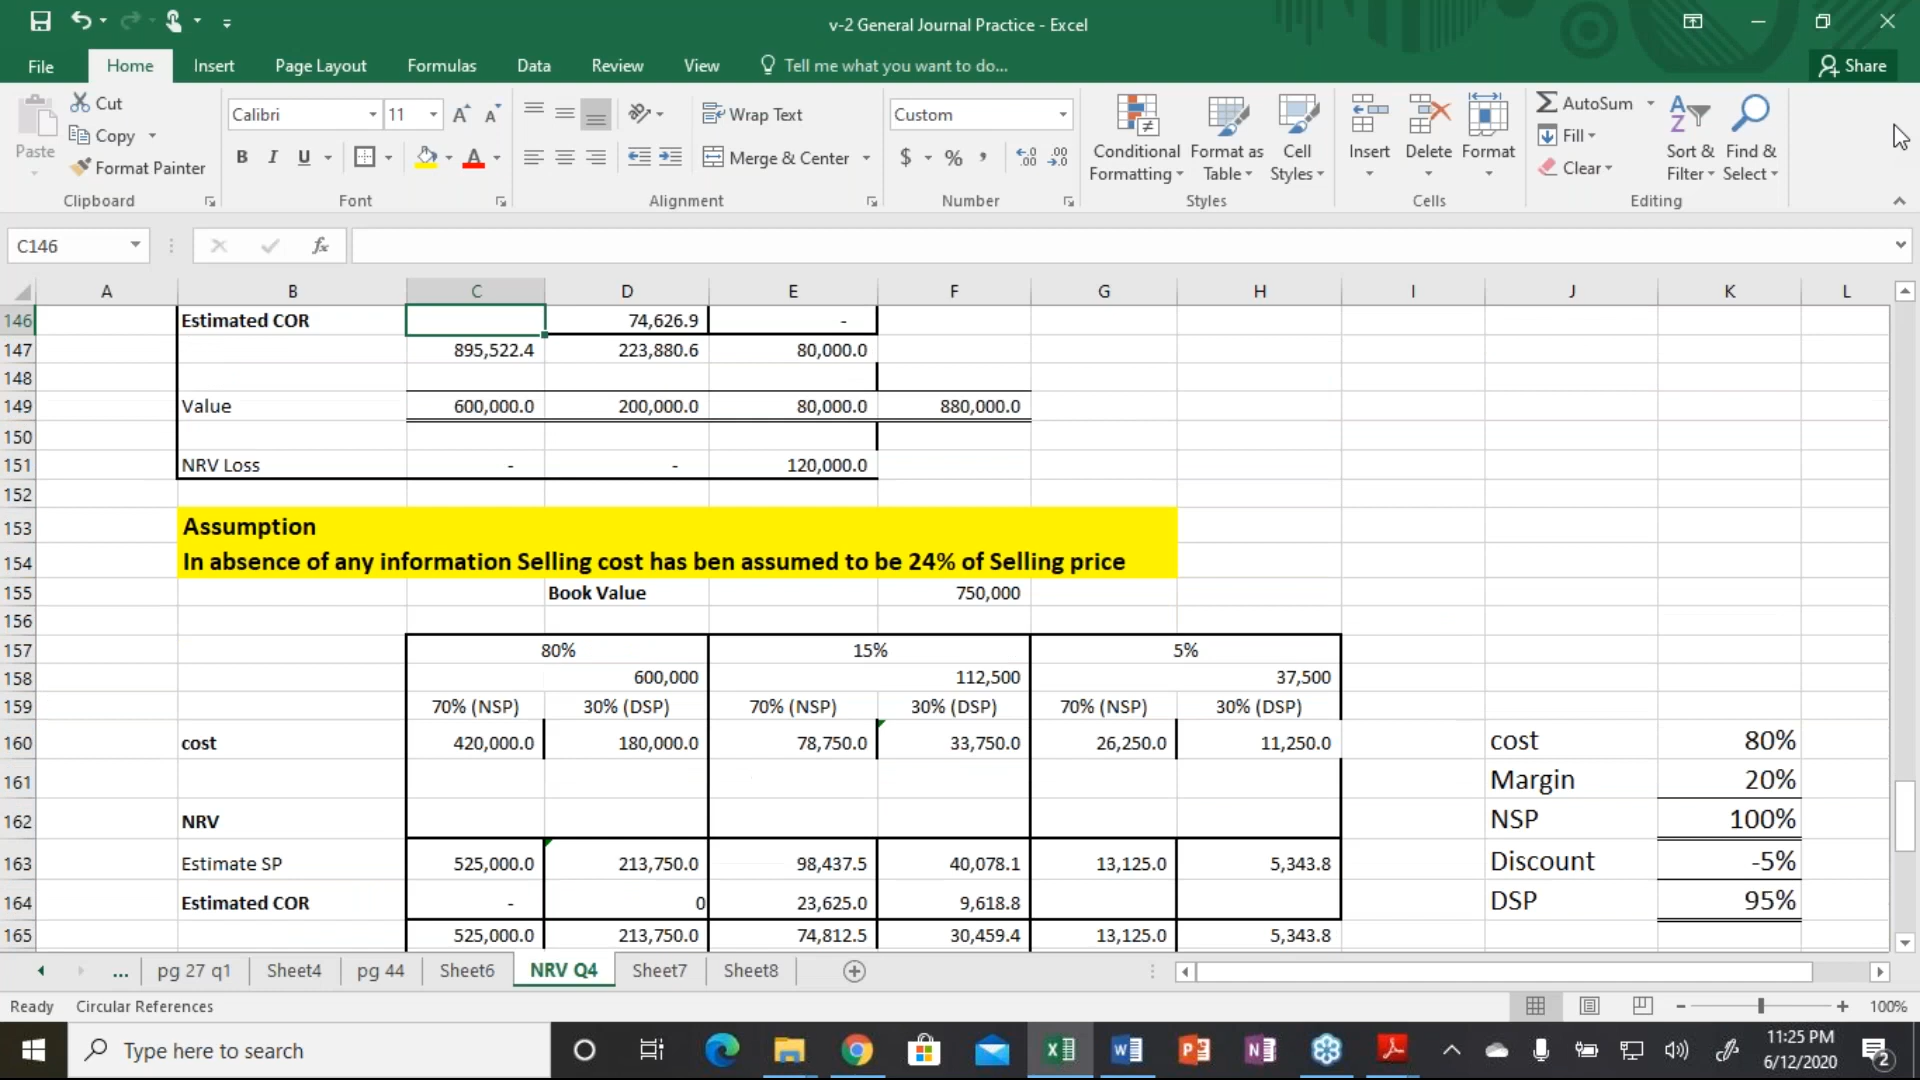 v-2 General Journal Practice - Excel
File Home Insert Page Layout Formulas Data Review View Tell me what you want to do... Share
Paste Cut Copy Format Painter Clipboard
Calibri 11 B I U A A Font
Wrap Text Merge & Center Alignment
Custom $ % , Number
Conditional Formatting Format as Table Cell Styles Styles
Insert Delete Format Cells
AutoSum Fill Clear Sort & Filter Find & Select Editing
C146 fx
A B C D E F G H I J K L
146 Estimated COR 74,626.9 -
147 895,522.4 223,880.6 80,000.0
148
149 Value 600,000.0 200,000.0 80,000.0 880,000.0
150
151 NRV Loss - - 120,000.0
152
153 Assumption
154 In absence of any information Selling cost has ben assumed to be 24% of Selling price
155 Book Value 750,000
156
157 80% 15% 5%
158 600,000 112,500 37,500
159 70% (NSP) 30% (DSP) 70% (NSP) 30% (DSP) 70% (NSP) 30% (DSP)
160 cost 420,000.0 180,000.0 78,750.0 33,750.0 26,250.0 11,250.0 cost 80%
161 Margin 20%
162 NRV NSP 100%
163 Estimate SP 525,000.0 213,750.0 98,437.5 40,078.1 13,125.0 5,343.8 Discount -5%
164 Estimated COR - 0 23,625.0 9,618.8 DSP 95%
165 525,000.0 213,750.0 74,812.5 30,459.4 13,125.0 5,343.8
... pg 27 q1 Sheet4 pg 44 Sheet6 NRV Q4 Sheet7 Sheet8
Ready Circular References 100%
Type here to search 11:25 PM
6/12/2020 2